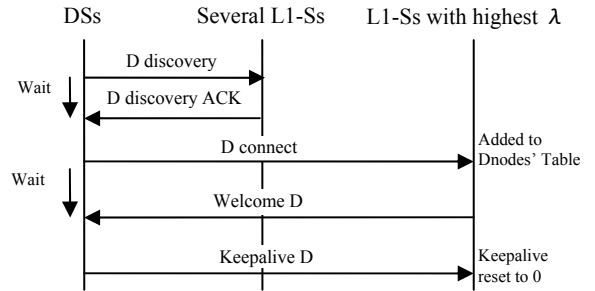 DSs Several L1-Ss L1-Ss with highest λ
D discovery
Wait
D discovery ACK
D connect
Added to
Dnodes’ Table
Wait
Welcome D
Keepalive D
Keepalive
reset to 0